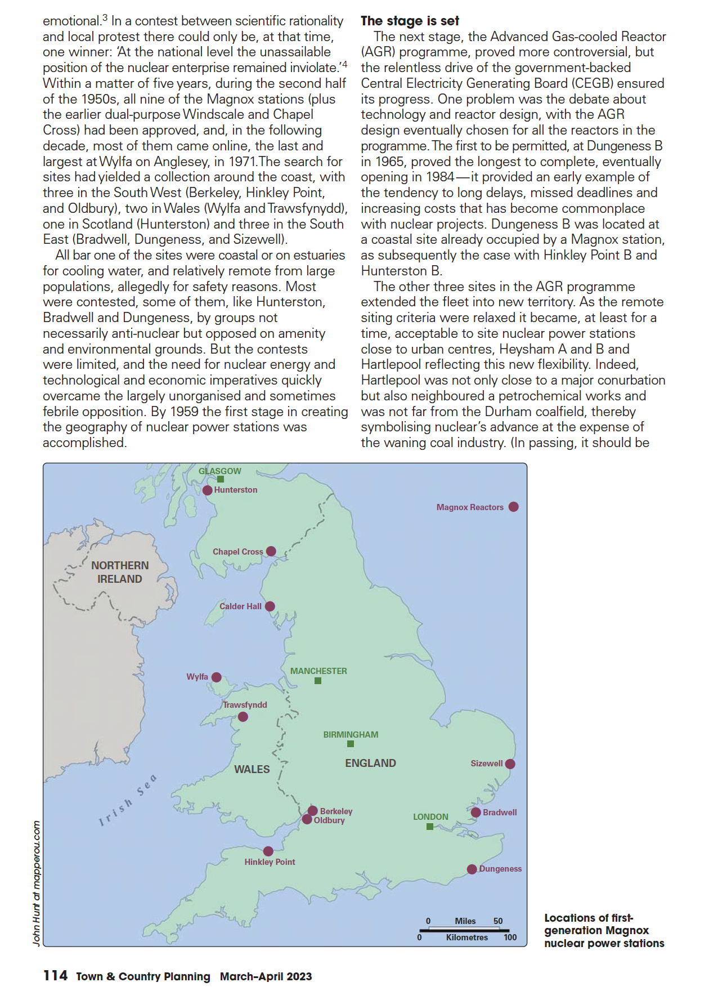 emotional.³ In a contest between scientific rationality
and local protest there could only be, at that time,
one winner: ‘At the national level the unassailable
position of the nuclear enterprise remained inviolate.’⁴
Within a matter of five years, during the second half
of the 1950s, all nine of the Magnox stations (plus
the earlier dual-purpose Windscale and Chapel
Cross) had been approved, and, in the following
decade, most of them came online, the last and
largest at Wylfa on Anglesey, in 1971.The search for
sites had yielded a collection around the coast, with
three in the South West (Berkeley, Hinkley Point,
and Oldbury), two in Wales (Wylfa and Trawsfynydd),
one in Scotland (Hunterston) and three in the South
East (Bradwell, Dungeness, and Sizewell).
All bar one of the sites were coastal or on estuaries
for cooling water, and relatively remote from large
populations, allegedly for safety reasons. Most
were contested, some of them, like Hunterston,
Bradwell and Dungeness, by groups not
necessarily anti-nuclear but opposed on amenity
and environmental grounds. But the contests
were limited, and the need for nuclear energy and
technological and economic imperatives quickly
overcame the largely unorganised and sometimes
febrile opposition. By 1959 the first stage in creating
the geography of nuclear power stations was
accomplished.
The stage is set
The next stage, the Advanced Gas-cooled Reactor
(AGR) programme, proved more controversial, but
the relentless drive of the government-backed
Central Electricity Generating Board (CEGB) ensured
its progress. One problem was the debate about
technology and reactor design, with the AGR
design eventually chosen for all the reactors in the
programme. The first to be permitted, at Dungeness B
in 1965, proved the longest to complete, eventually
opening in 1984—it provided an early example of
the tendency to long delays, missed deadlines and
increasing costs that has become commonplace
with nuclear projects. Dungeness B was located at
a coastal site already occupied by a Magnox station,
as subsequently the case with Hinkley Point B and
Hunterston B.
The other three sites in the AGR programme
extended the fleet into new territory. As the remote
siting criteria were relaxed it became, at least for a
time, acceptable to site nuclear power stations
close to urban centres, Heysham A and B and
Hartlepool reflecting this new flexibility. Indeed,
Hartlepool was not only close to a major conurbation
but also neighboured a petrochemical works and
was not far from the Durham coalfield, thereby
symbolising nuclear’s advance at the expense of
the waning coal industry. (In passing, it should be
GLASGOW
Hunterston
Magnox Reactors
Chapel Cross
NORTHERN
IRELAND
Calder Hall
MANCHESTER
Wylfa
Trawsfyndd
BIRMINGHAM
ENGLAND
Sizewell
WALES
Irish Sea
Berkeley
Oldbury
LONDON
Bradwell
Hinkley Point
Dungeness
0 Miles 50
0 Kilometres 100
John Hunt at mapperou.com
Locations of first-
generation Magnox
nuclear power stations
114 Town & Country Planning March–April 2023